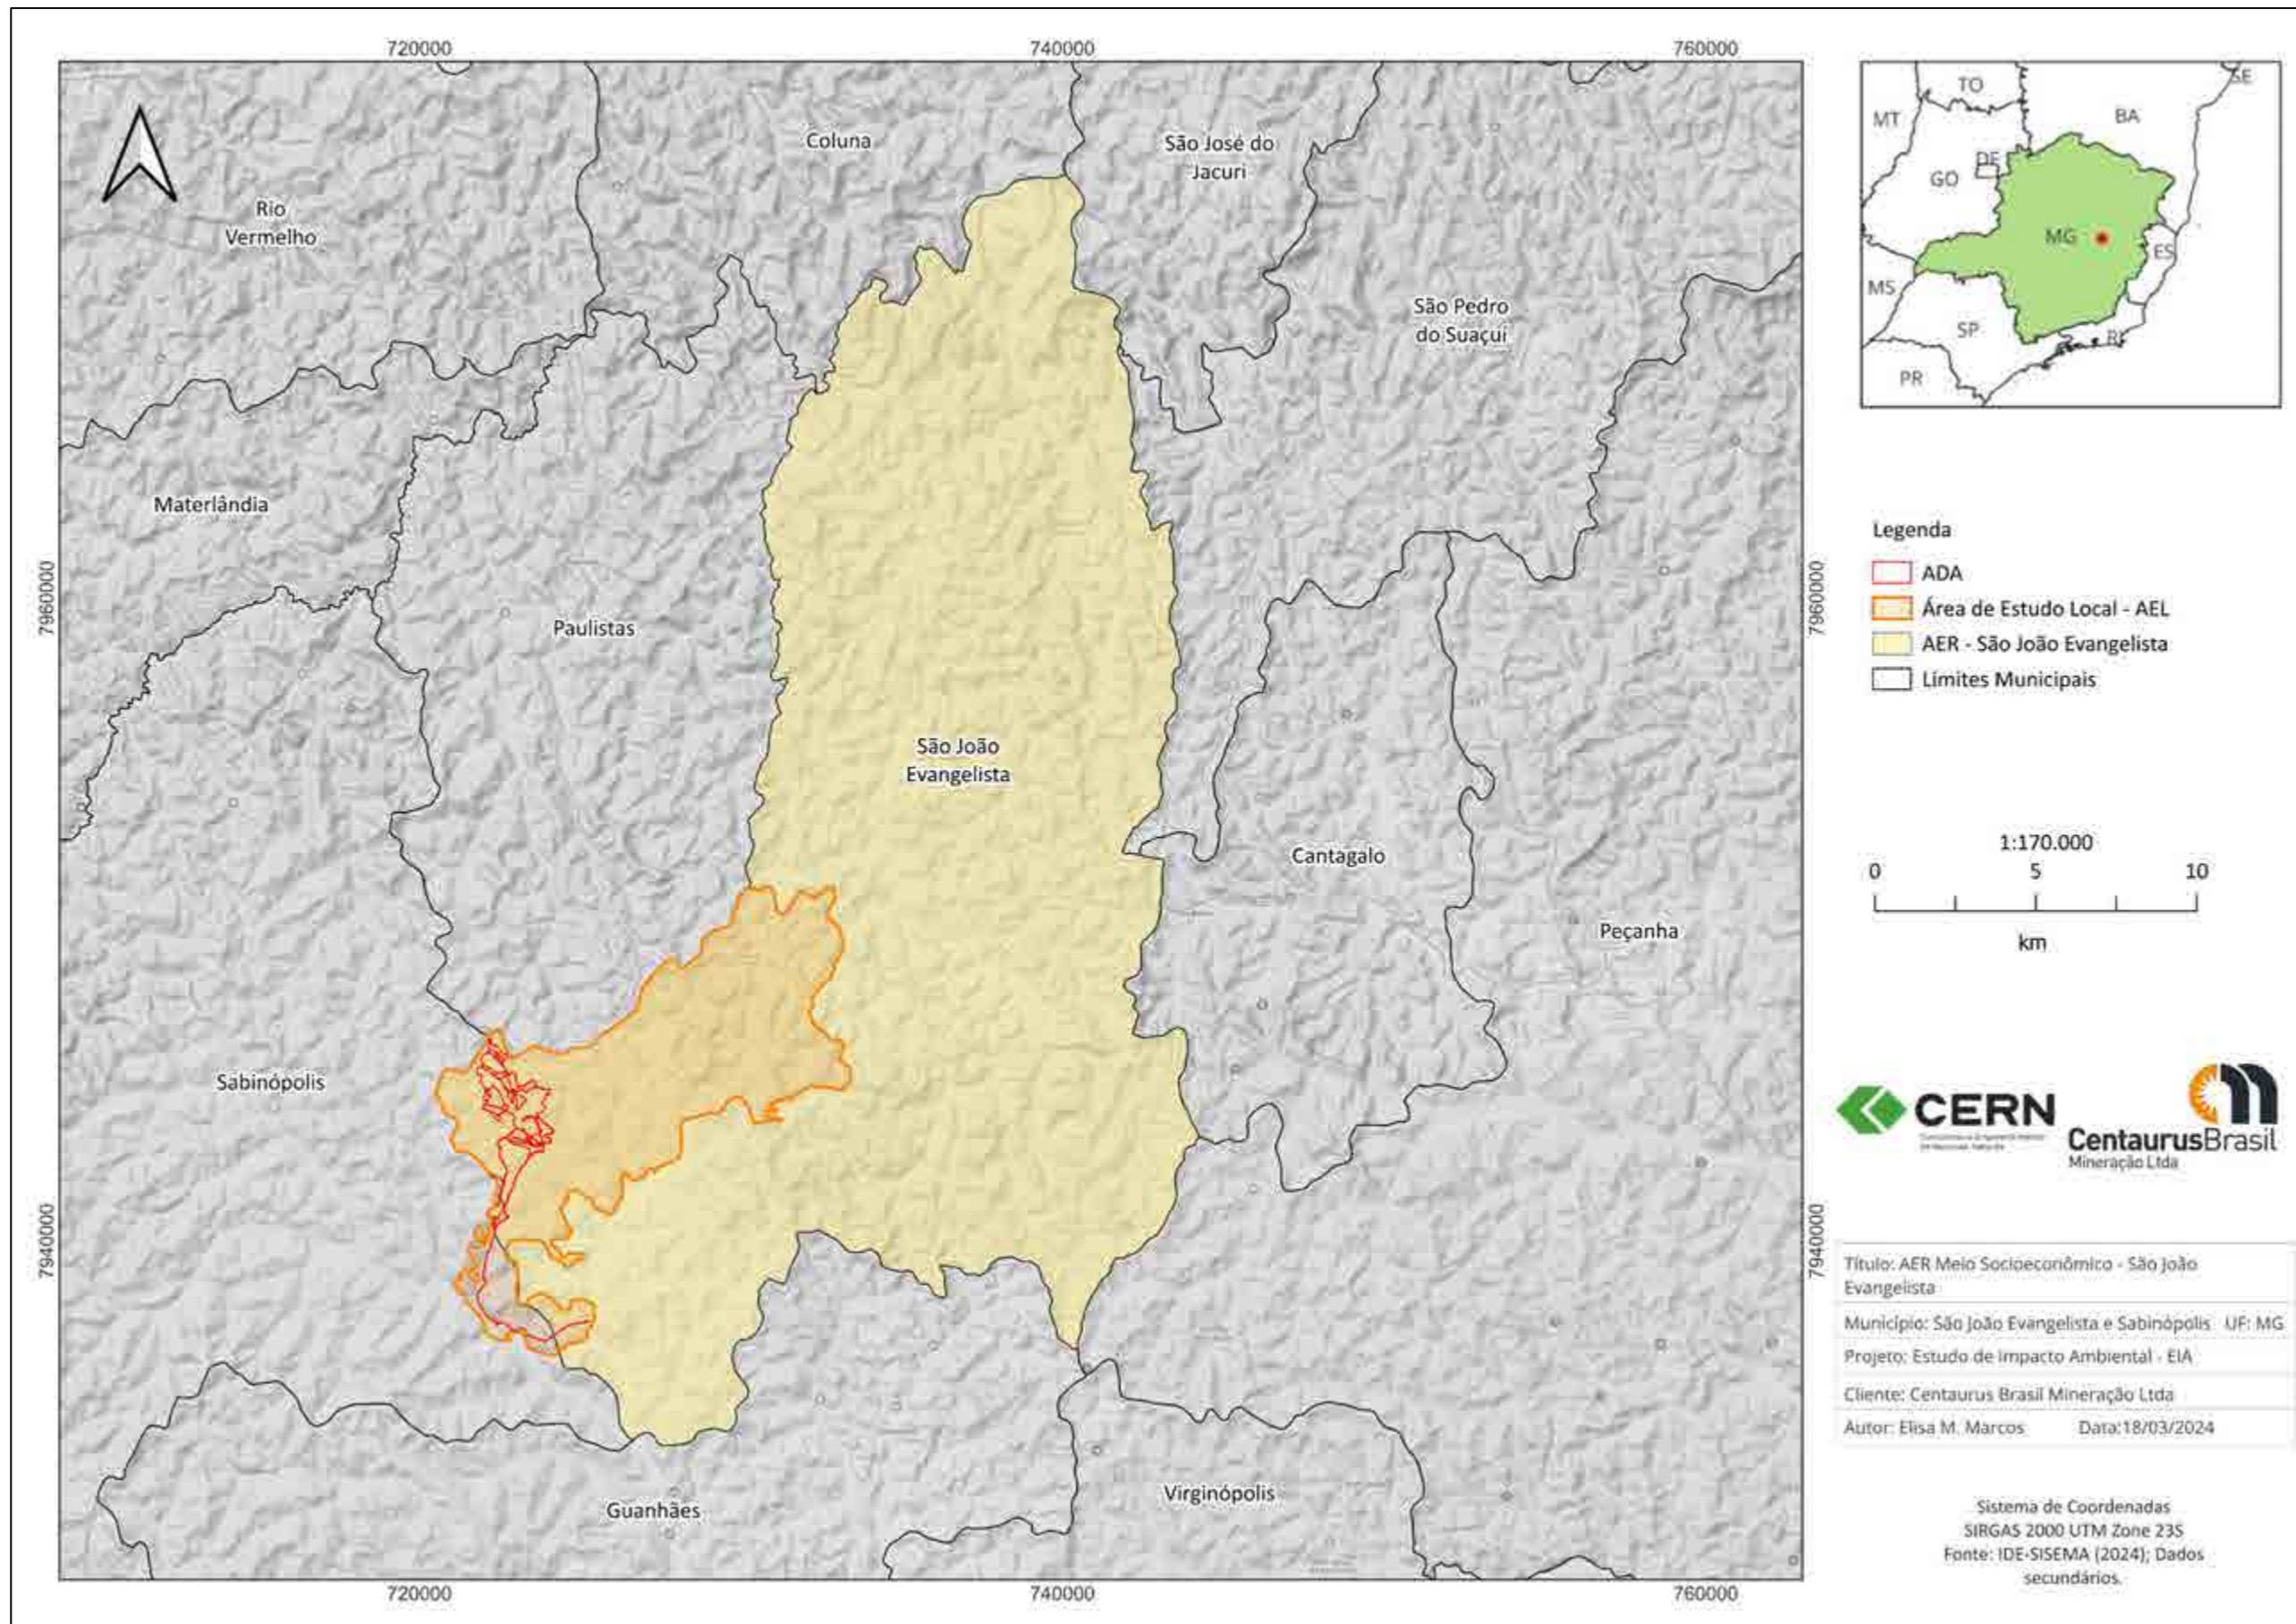 720000
740000
760000
Coluna
São José do
Jacuri
Rio
Vermelho
São Pedro
do Suaçuí
Materlândia
7960000
7960000
Paulistas
São João
Evangelista
Cantagalo
Peçanha
Sabinópolis
7940000
7940000
Guanhães
Virginópolis
720000
740000
760000
TO
SE
MT
BA
DF
GO
MG
ES
MS
SP
RJ
PR
Legenda
ADA
Área de Estudo Local - AEL
AER - São João Evangelista
Limites Municipais
1:170.000
0 5 10
km
CERN
CentaurusBrasil
Mineração Ltda
Título: AER Meio Socioeconômico - São João
Evangelista
Município: São João Evangelista e Sabinópolis UF: MG
Projeto: Estudo de Impacto Ambiental - EIA
Cliente: Centaurus Brasil Mineração Ltda
Autor: Elisa M. Marcos Data:18/03/2024
Sistema de Coordenadas
SIRGAS 2000 UTM Zone 23S
Fonte: IDE-SISEMA (2024); Dados
secundários.